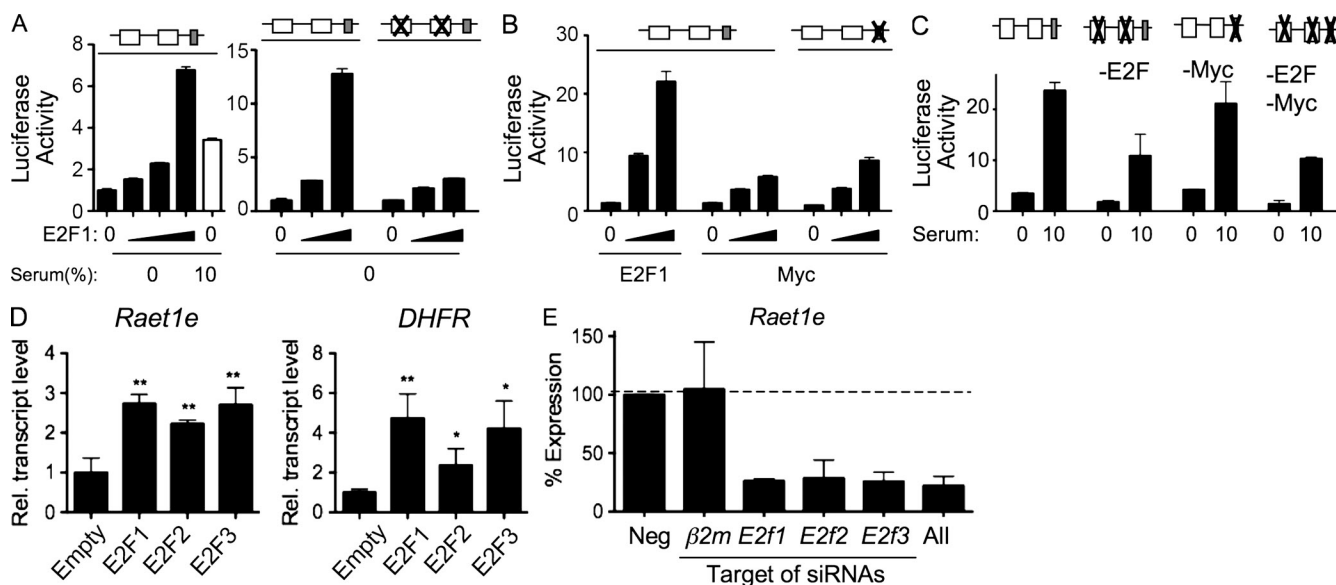 A
Luciferase
Activity
8
6
4
2
0
15
10
5
0
E2F1: 0 0 0 0
Serum(%): 0 10 0
B
Luciferase
Activity
30
20
10
0
0 0 0
E2F1 Myc
C
-E2F -Myc -E2F
-Myc
Luciferase
Activity
20
10
0
Serum: 0 10 0 10 0 10 0 10
D
Raet1e
Rel. transcript level
4
3
2
1
0
** ** **
Empty E2F1 E2F2 E2F3
DHFR
Rel. transcript level
8
6
4
2
0
** * *
Empty E2F1 E2F2 E2F3
E
Raet1e
% Expression
150
100
50
0
Neg β2m E2f1 E2f2 E2f3 All
Target of siRNAs